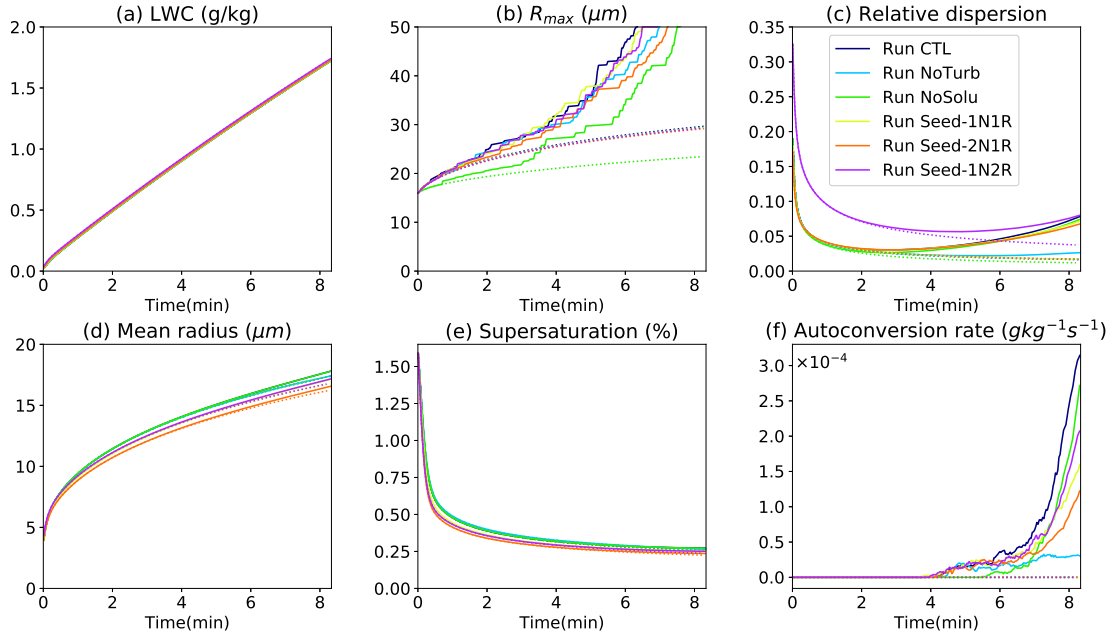 (a) LWC (g/kg)
2.0
1.5
1.0
0.5
0.0
0 2 4 6 8
Time(min)
(b) R_max (μm)
50
40
30
20
10
0
0 2 4 6 8
Time(min)
(c) Relative dispersion
0.35
0.30
0.25
0.20
0.15
0.10
0.05
0.00
Run CTL
Run NoTurb
Run NoSolu
Run Seed-1N1R
Run Seed-2N1R
Run Seed-1N2R
0 2 4 6 8
Time(min)
(d) Mean radius (μm)
20
15
10
5
0
0 2 4 6 8
Time(min)
(e) Supersaturation (%)
1.50
1.25
1.00
0.75
0.50
0.25
0.00
0 2 4 6 8
Time(min)
(f) Autoconversion rate (gkg⁻¹s⁻¹)
×10⁻⁴
3.0
2.5
2.0
1.5
1.0
0.5
0.0
0 2 4 6 8
Time(min)